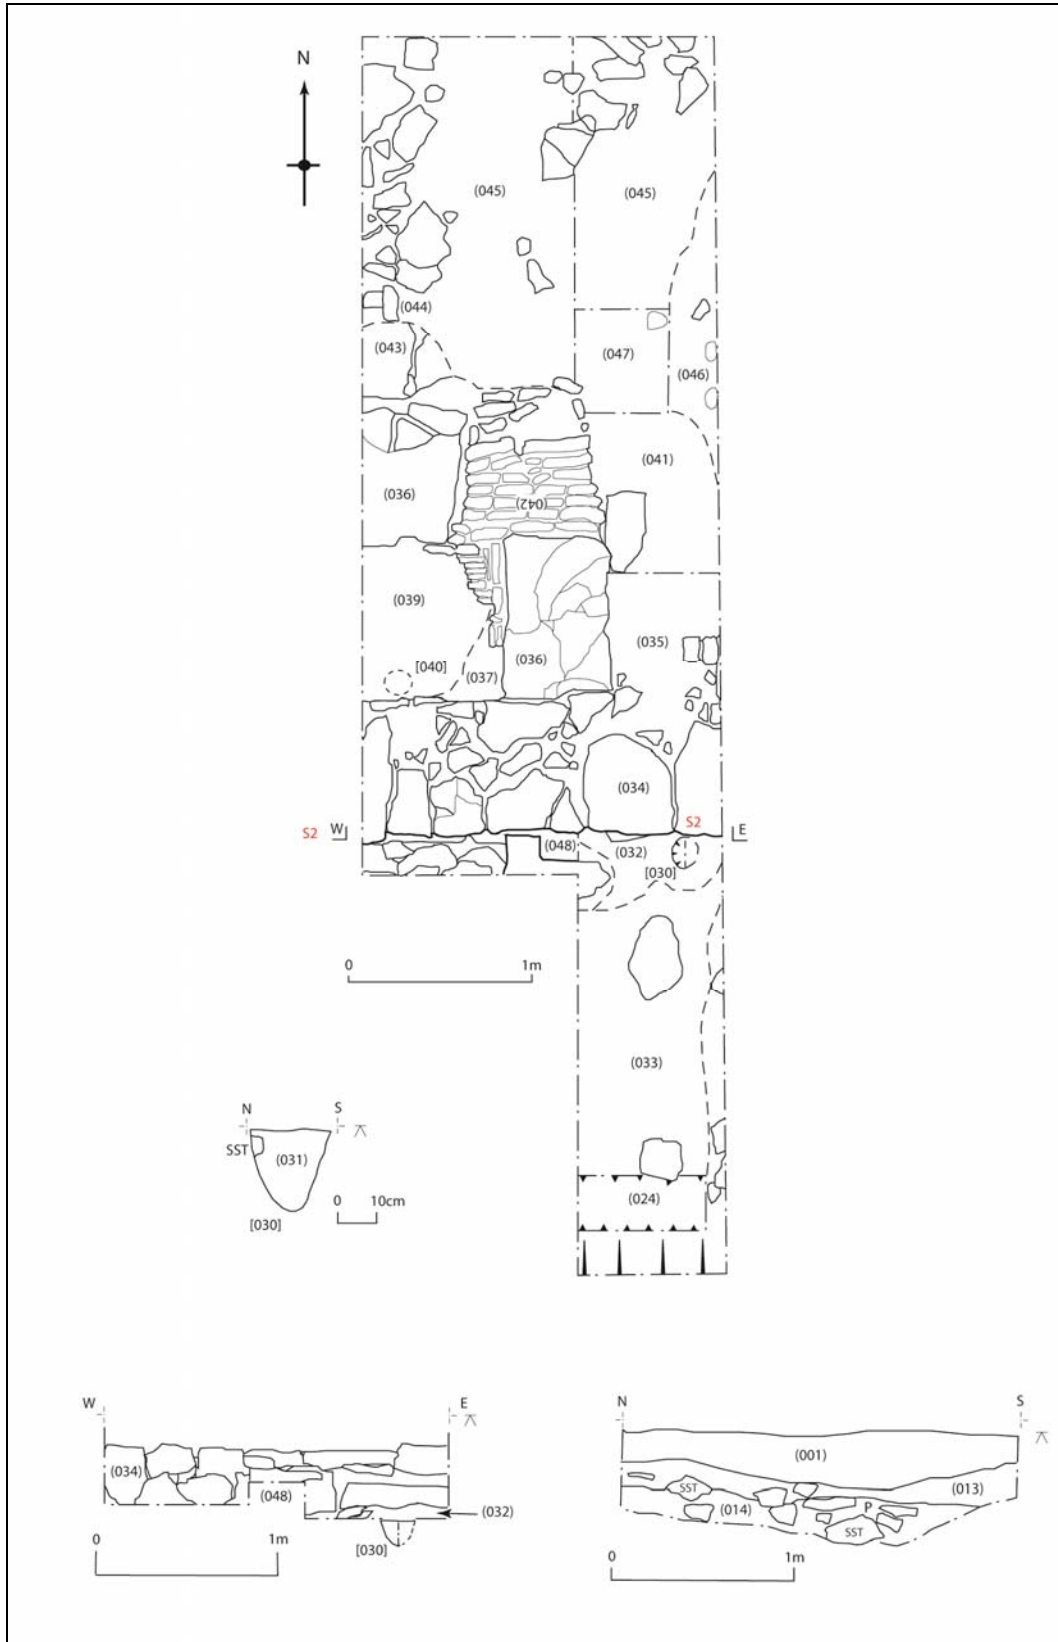 N
(045)
(045)
(044)
(043)
(047)
(046)
(041)
(036)
(042)
(039)
(035)
(036)
[040]
(037)
(034)
S2
S2 W
E
(048)
(032)
[030]
0 1m
(033)
N S
SST
(031)
(024)
0 10cm
[030]
W E
N S
(001)
(034)
SST
(013)
(048)
(014)
P
(032)
SST
0 1m
[030]
0 1m